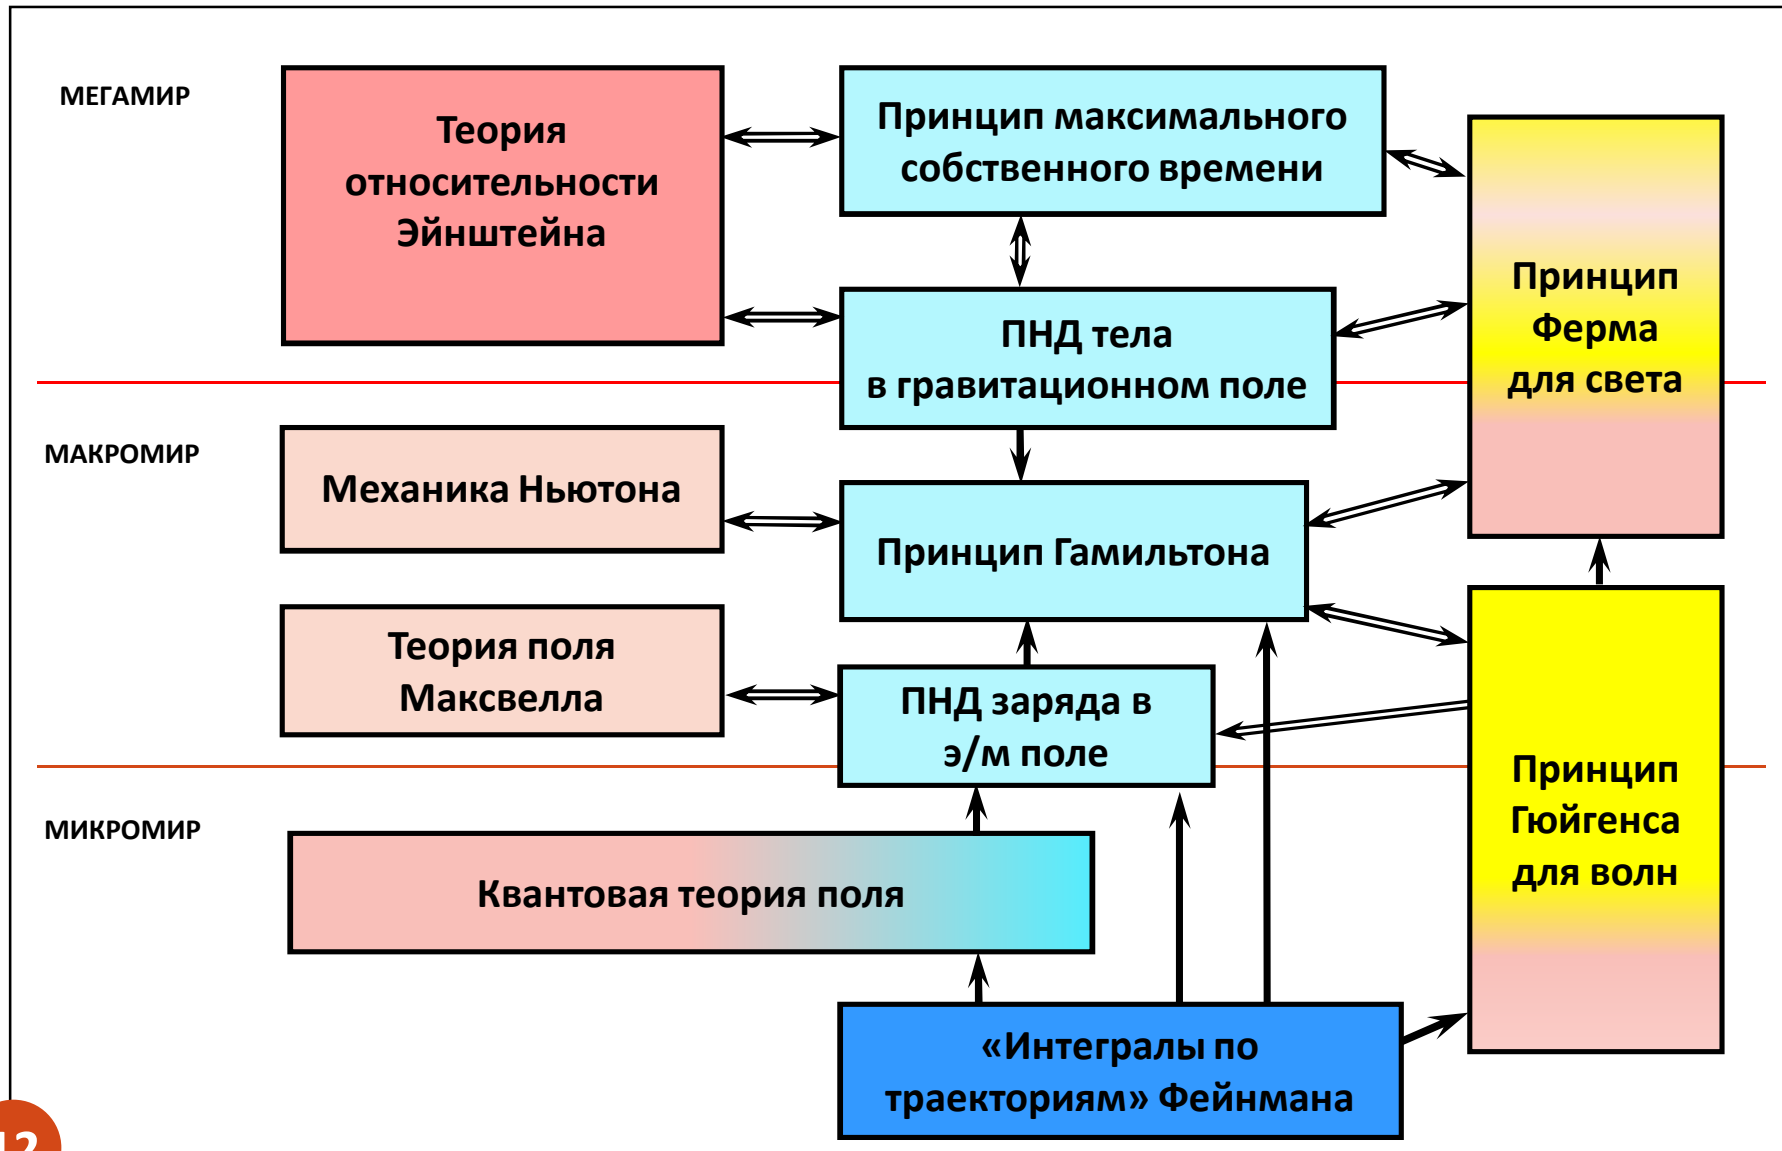 МЕГАМИР
Теория
относительности
Эйнштейна
Принцип максимального
собственного времени
Принцип
Ферма
для света
ПНД тела
в гравитационном поле
МАКРОМИР
Механика Ньютона
Принцип Гамильтона
Теория поля
Максвелла
ПНД заряда в
э/м поле
Принцип
Гюйгенса
для волн
МИКРОМИР
Квантовая теория поля
«Интегралы по
траекториям» Фейнмана
12